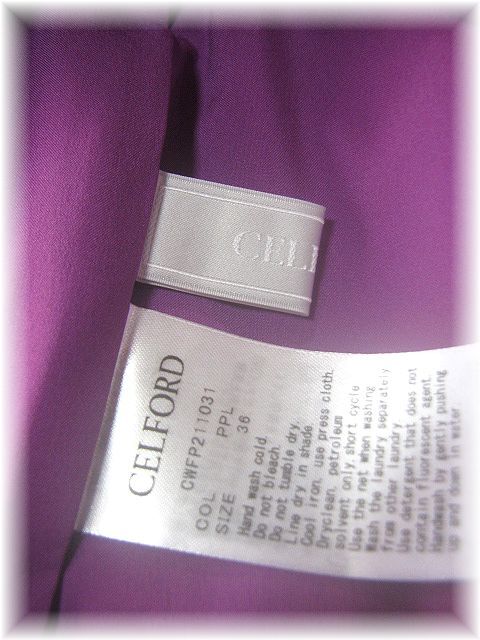 CELF
CELFORD
CWFP211031
COL PPL
SIZE 36
Hand wash cold.
Do not bleach.
Do not tumble dry.
Line dry in shade.
Cool iron, use press cloth.
Dryclean, petroleum
solvent only,short cycle
Use the net when washing
Wash the laundry separately
from other laundry
Use detergent that does not
contain fluorescent agent.
Handwash by gently pushing
up and down in water